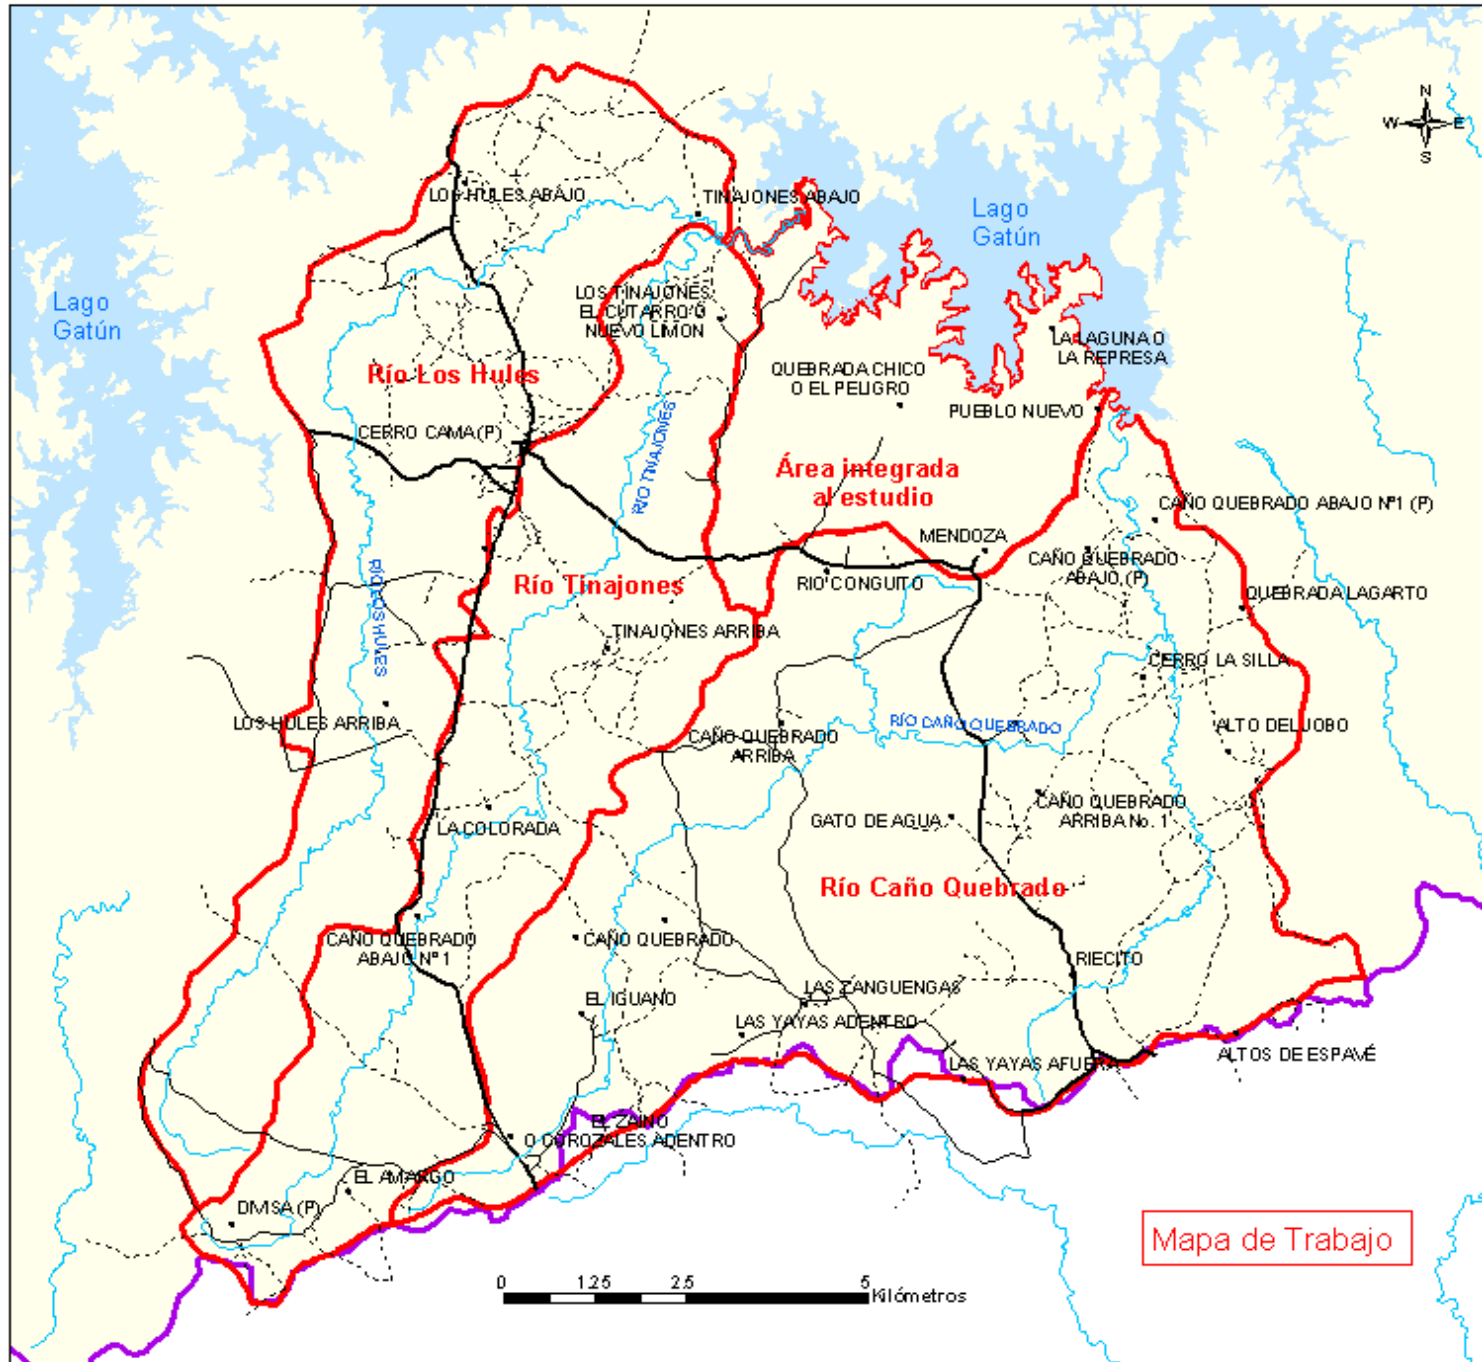 N
W E
S
LOS HULES ABAJO
TINAJONES ABAJO
Lago
Gatún
Lago
Gatún
LOS TINAJONES
EL CUTARRO O
NUEVO LIMON
LA LAGUNA O
LA REPRESA
Río Los Hules
QUEBRADA CHICO
O EL PELIGRO
PUEBLO NUEVO
RÍO TINAJONES
CERRO CAMA (P)
Área integrada
al estudio
CAÑO QUEBRADO ABAJO Nº1 (P)
MENDOZA
CAÑO QUEBRADO
ABAJO (P)
RIO CONGUITO
Río Tinajones
QUEBRADA LAGARTO
RÍO LOS HULES
TINAJONES ARRIBA
CERRO LA SILLA
LOS HULES ARRIBA
RÍO CAÑO QUEBRADO
ALTO DEL JOBO
CAÑO QUEBRADO
ARRIBA
CAÑO QUEBRADO
ARRIBA No. 1
LA COLORADA
GATO DE AGUA
Río Caño Quebrado
CAÑO QUEBRADO
ABAJO Nº 1
CAÑO QUEBRADO
RIECITO
EL IGUANO
LAS ZANGUENGAS
LAS YAYAS ADENTRO
LAS YAYAS AFUERA
ALTOS DE ESPAVÉ
EL ZAINO
O COROZALES ADENTRO
EL AMARGO
DIVISA (P)
Mapa de Trabajo
0 1.25 2.5 5
Kilómetros